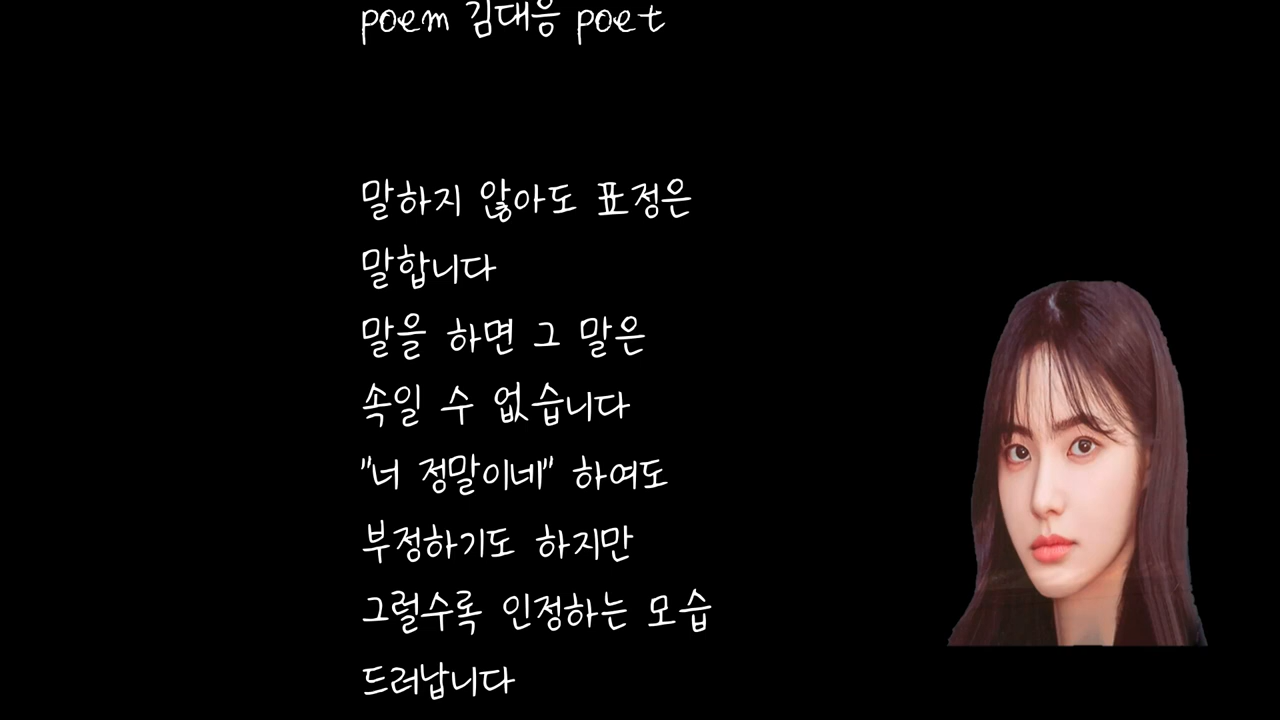 poem 김대응 poet
말하지 않아도 표정은
말합니다
말을 하면 그 말은
속일 수 없습니다
"너 정말이네" 하여도
부정하기도 하지만
그럴수록 인정하는 모습
드러납니다